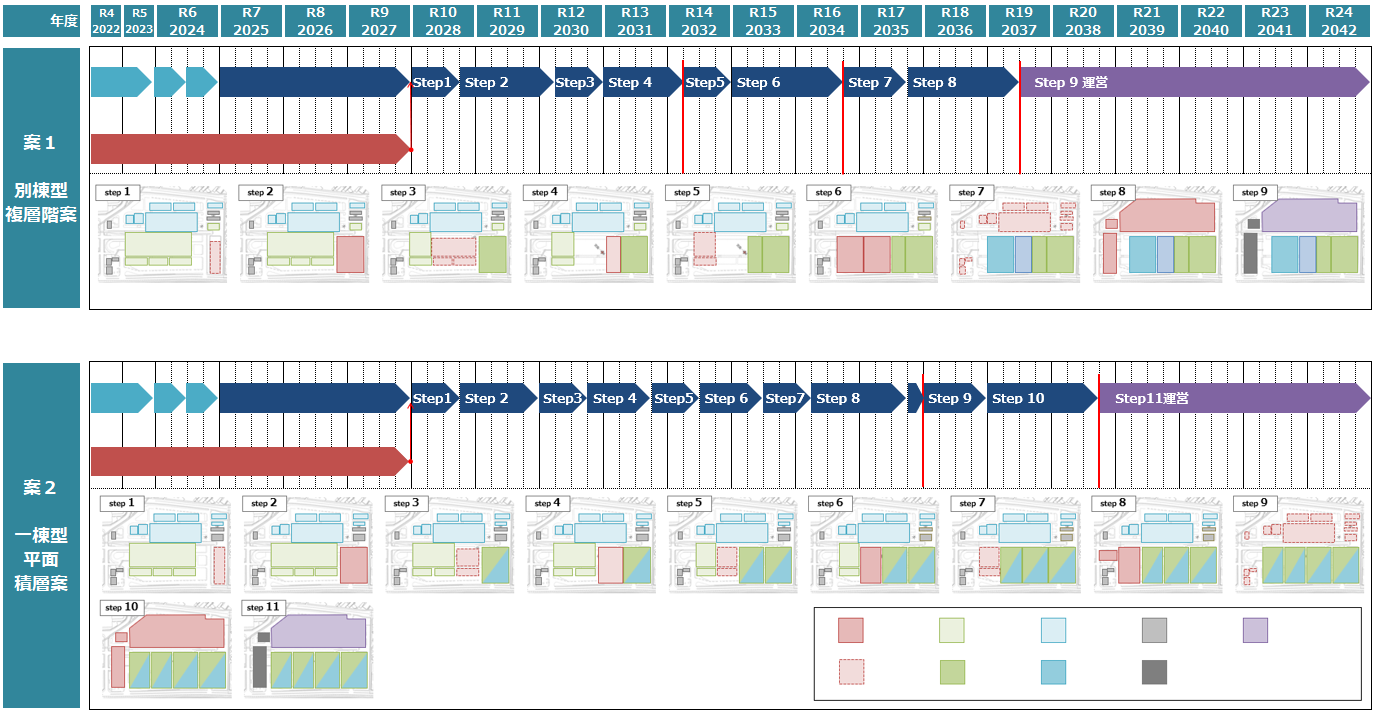 年度
R4 R5 R6 R7 R8 R9 R10 R11 R12 R13 R14 R15 R16 R17 R18 R19 R20 R21 R22 R23 R24
2022 2023 2024 2025 2026 2027 2028 2029 2030 2031 2032 2033 2034 2035 2036 2037 2038 2039 2040 2041 2042
案１
別棟型
複層階案
Step1 Step 2 Step3 Step 4 Step5 Step 6 Step 7 Step 8 Step 9 運営
step 1 step 2 step 3 step 4 step 5 step 6 step 7 step 8 step 9
案２
一棟型
平面
積層案
Step1 Step 2 Step3 Step 4 Step5 Step 6 Step7 Step 8 Step 9 Step 10 Step11運営
step 1 step 2 step 3 step 4 step 5 step 6 step 7 step 8 step 9
step 10 step 11